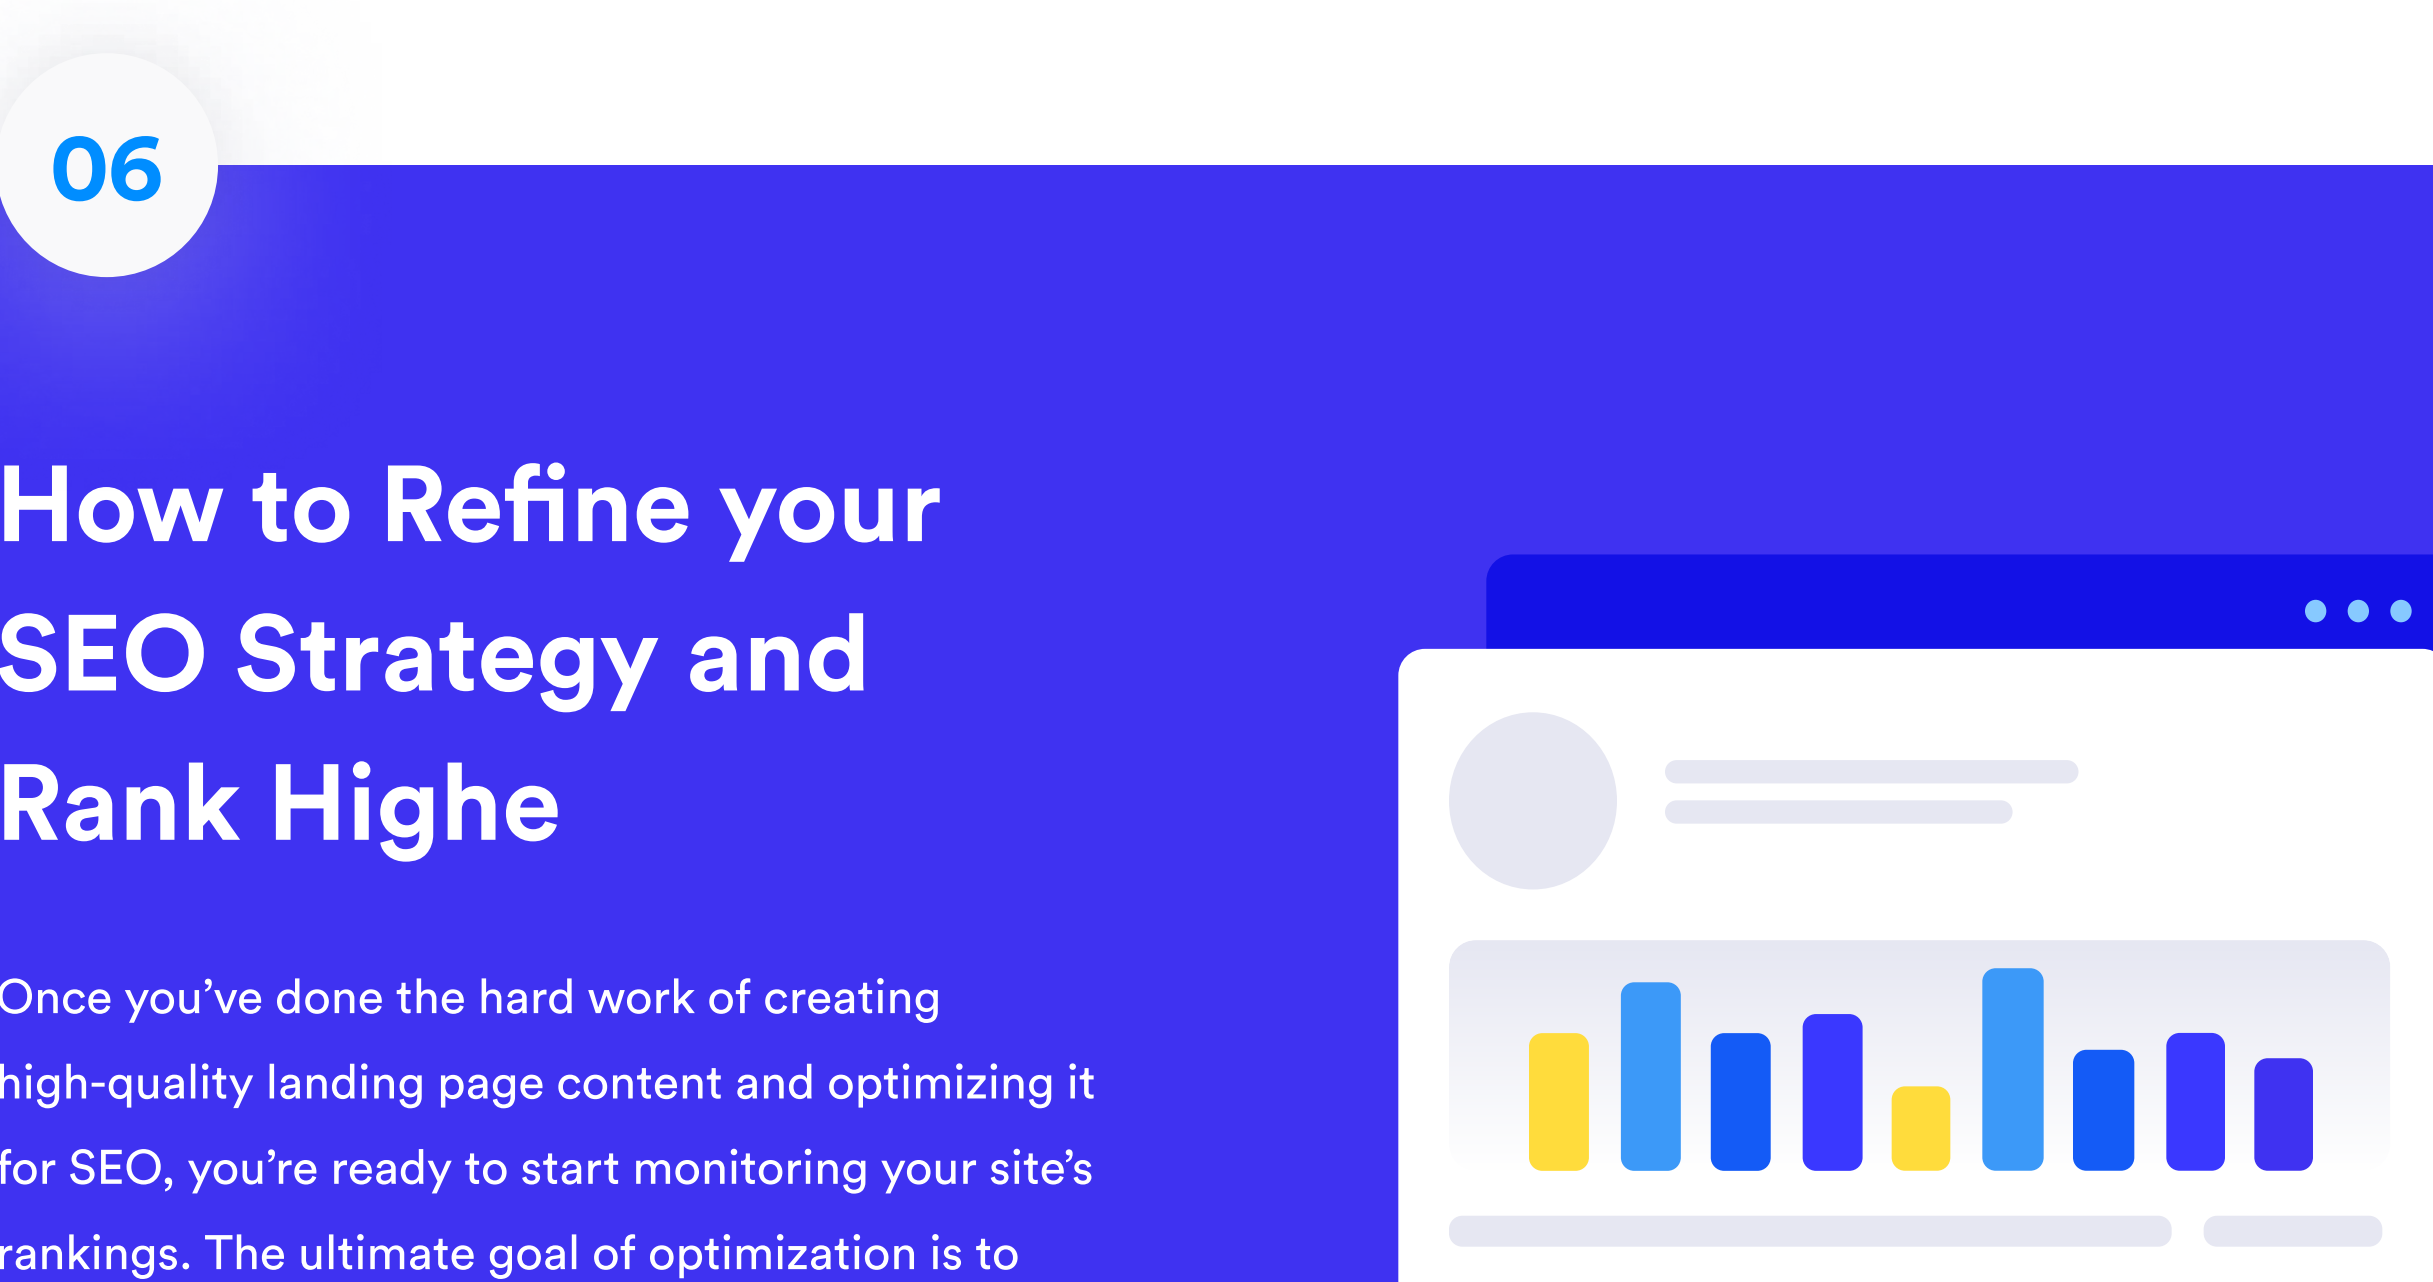 06
How to Refine your
SEO Strategy and
Rank Highe
Once you’ve done the hard work of creating
high-quality landing page content and optimizing it
for SEO, you’re ready to start monitoring your site’s
rankings. The ultimate goal of optimization is to